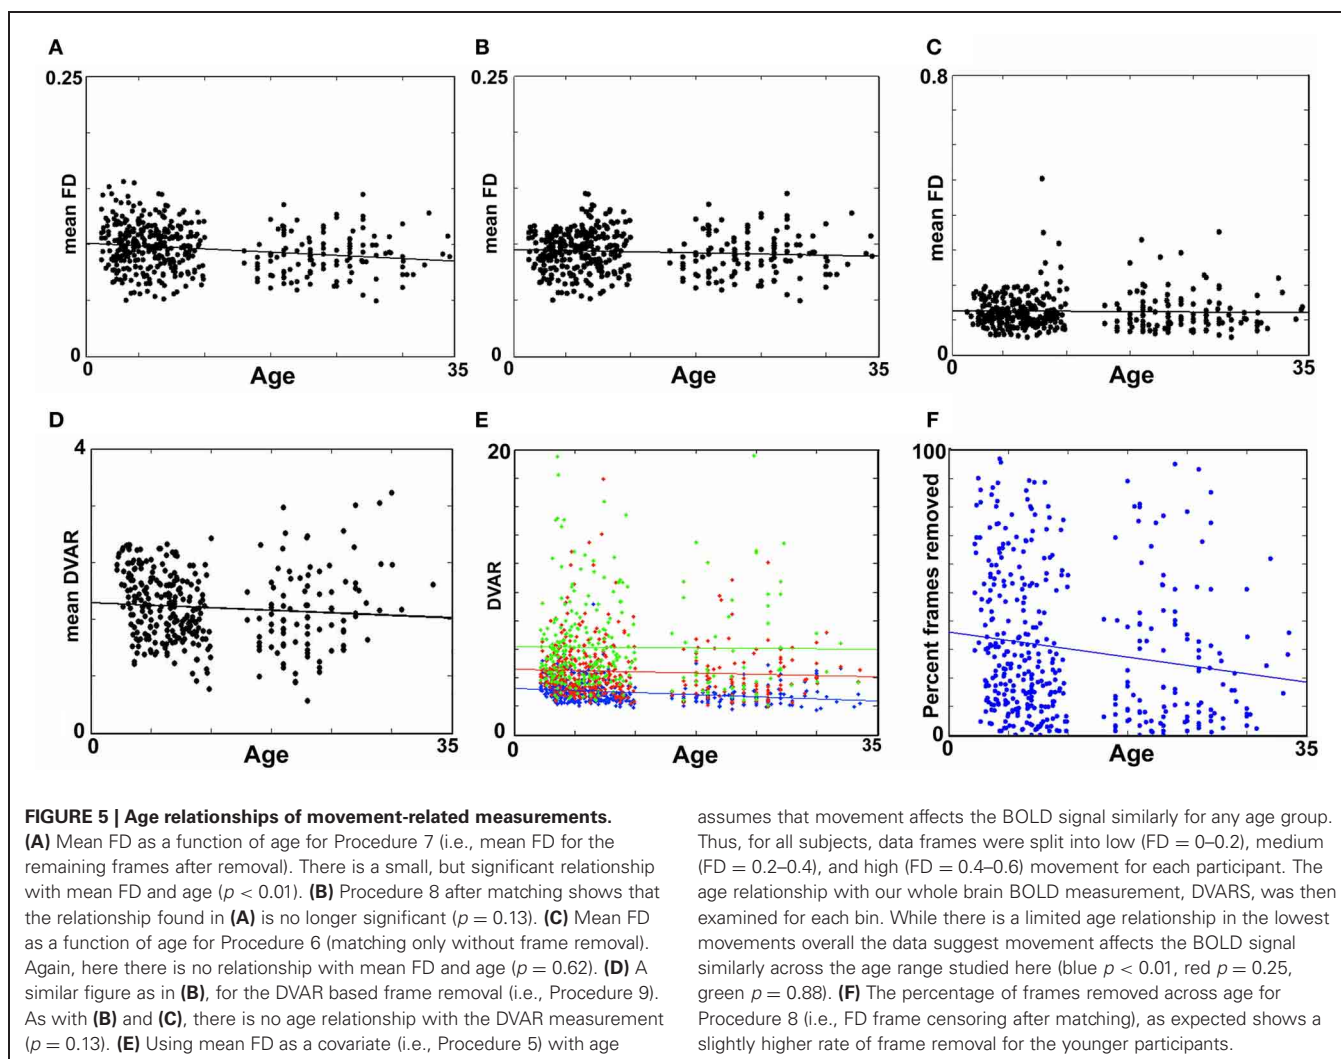 A
0.25
mean FD
0
Age
35
B
0.25
mean FD
0
Age
35
C
0.8
mean FD
0
Age
35
D
4
mean DVAR
0
0
Age
35
E
20
DVAR
0
0
Age
35
F
100
Percent frames removed
0
0
Age
35
FIGURE 5 | Age relationships of movement-related measurements.
(A) Mean FD as a function of age for Procedure 7 (i.e., mean FD for the
remaining frames after removal). There is a small, but significant relationship
with mean FD and age (p < 0.01). (B) Procedure 8 after matching shows that
the relationship found in (A) is no longer significant (p = 0.13). (C) Mean FD
as a function of age for Procedure 6 (matching only without frame removal).
Again, here there is no relationship with mean FD and age (p = 0.62). (D) A
similar figure as in (B), for the DVAR based frame removal (i.e., Procedure 9).
As with (B) and (C), there is no age relationship with the DVAR measurement
(p = 0.13). (E) Using mean FD as a covariate (i.e., Procedure 5) with age
assumes that movement affects the BOLD signal similarly for any age group.
Thus, for all subjects, data frames were split into low (FD = 0–0.2), medium
(FD = 0.2–0.4), and high (FD = 0.4–0.6) movement for each participant. The
age relationship with our whole brain BOLD measurement, DVARS, was then
examined for each bin. While there is a limited age relationship in the lowest
movements overall the data suggest movement affects the BOLD signal
similarly across the age range studied here (blue p < 0.01, red p = 0.25,
green p = 0.88). (F) The percentage of frames removed across age for
Procedure 8 (i.e., FD frame censoring after matching), as expected shows a
slightly higher rate of frame removal for the younger participants.